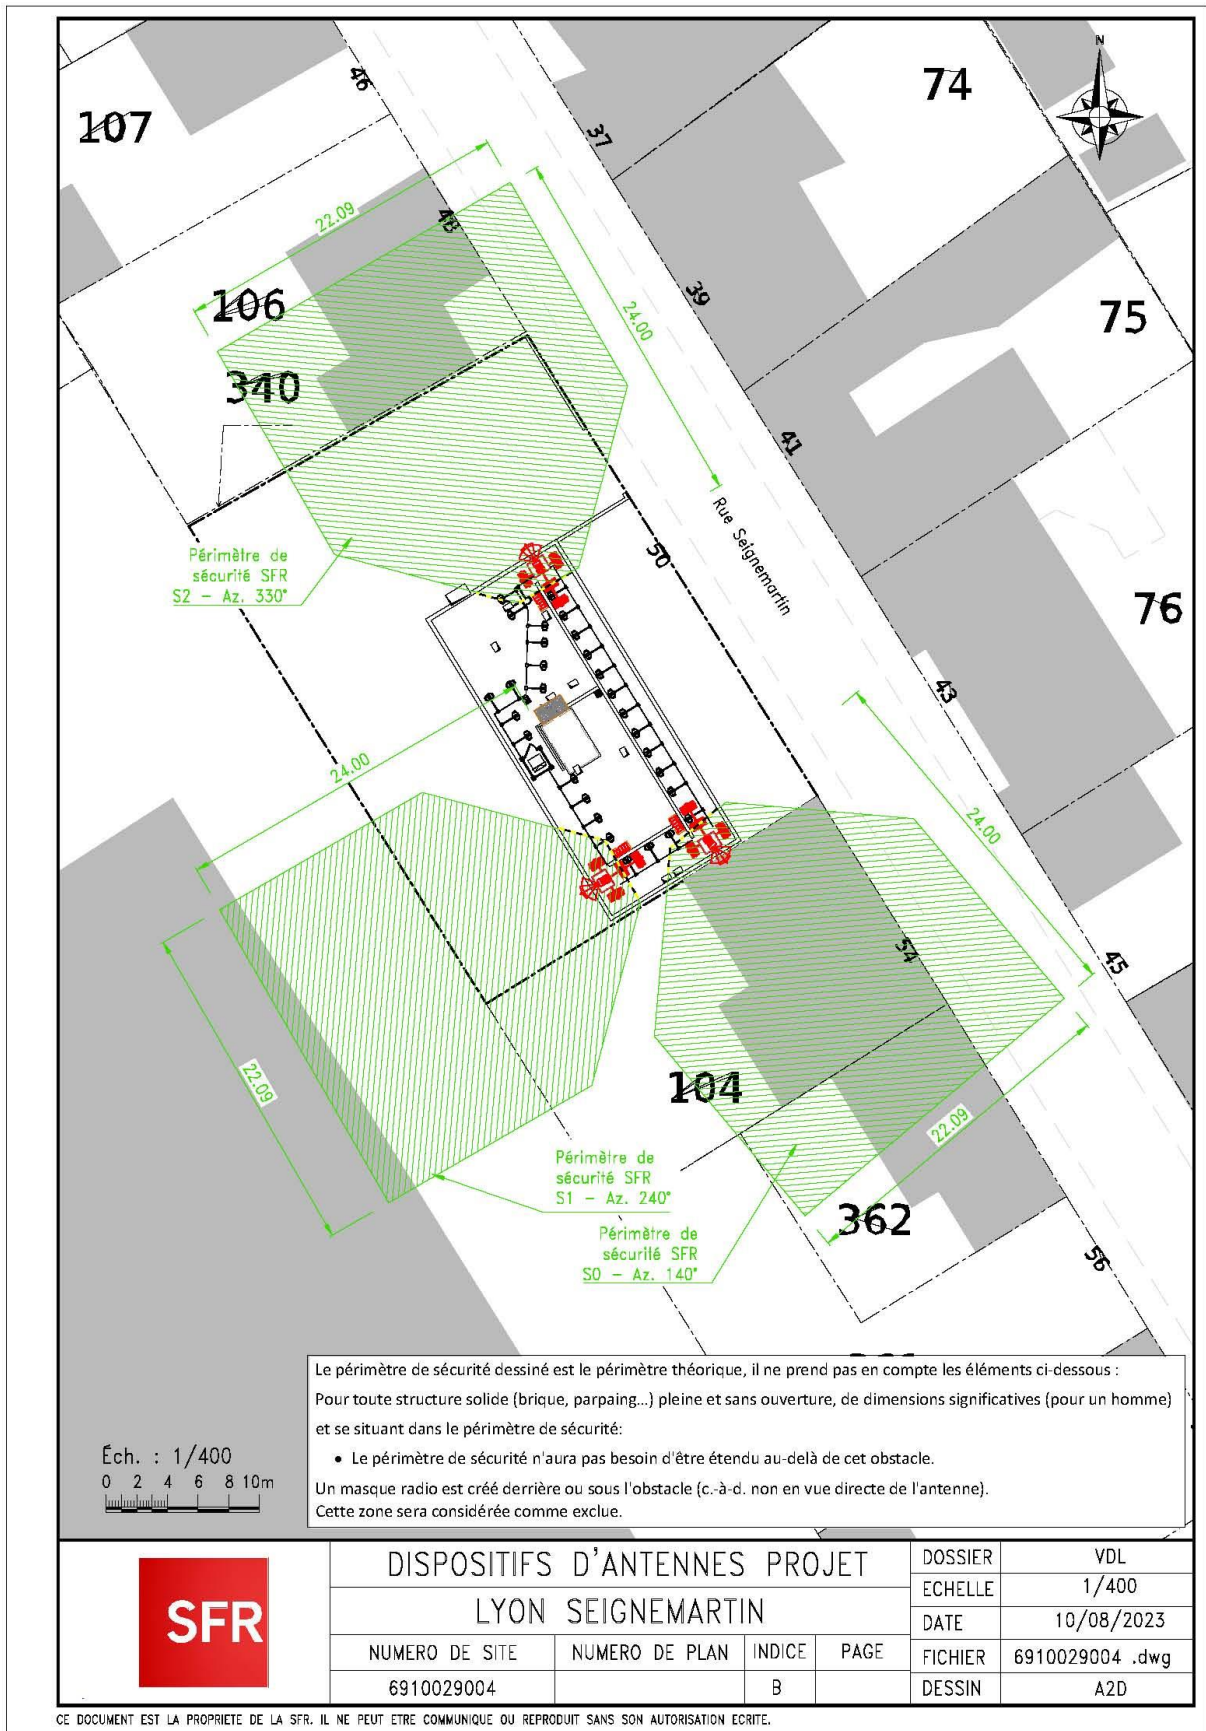 N
46
74
107
37
22.09
48
106
24.00
39
75
340
41
Rue Seignemartin
50
Périmètre de
sécurité SFR
S2 - Az. 330°
76
43
24.00
24.00
54
45
22.09
104
22.09
Périmètre de
sécurité SFR
S1 - Az. 240°
362
Périmètre de
sécurité SFR
S0 - Az. 140°
56
Le périmètre de sécurité dessiné est le périmètre théorique, il ne prend pas en compte les éléments ci-dessous :
Pour toute structure solide (brique, parpaing...) pleine et sans ouverture, de dimensions significatives (pour un homme)
et se situant dans le périmètre de sécurité:
• Le périmètre de sécurité n'aura pas besoin d'être étendu au-delà de cet obstacle.
Un masque radio est créé derrière ou sous l'obstacle (c.-à-d. non en vue directe de l'antenne).
Cette zone sera considérée comme exclue.
Éch. : 1/400
0 2 4 6 8 10m
SFR
DISPOSITIFS D'ANTENNES PROJET
LYON SEIGNEMARTIN
NUMERO DE SITE NUMERO DE PLAN INDICE PAGE
6910029004 B
DOSSIER VDL
ECHELLE 1/400
DATE 10/08/2023
FICHIER 6910029004 .dwg
DESSIN A2D
CE DOCUMENT EST LA PROPRIETE DE LA SFR. IL NE PEUT ETRE COMMUNIQUE OU REPRODUIT SANS SON AUTORISATION ECRITE.